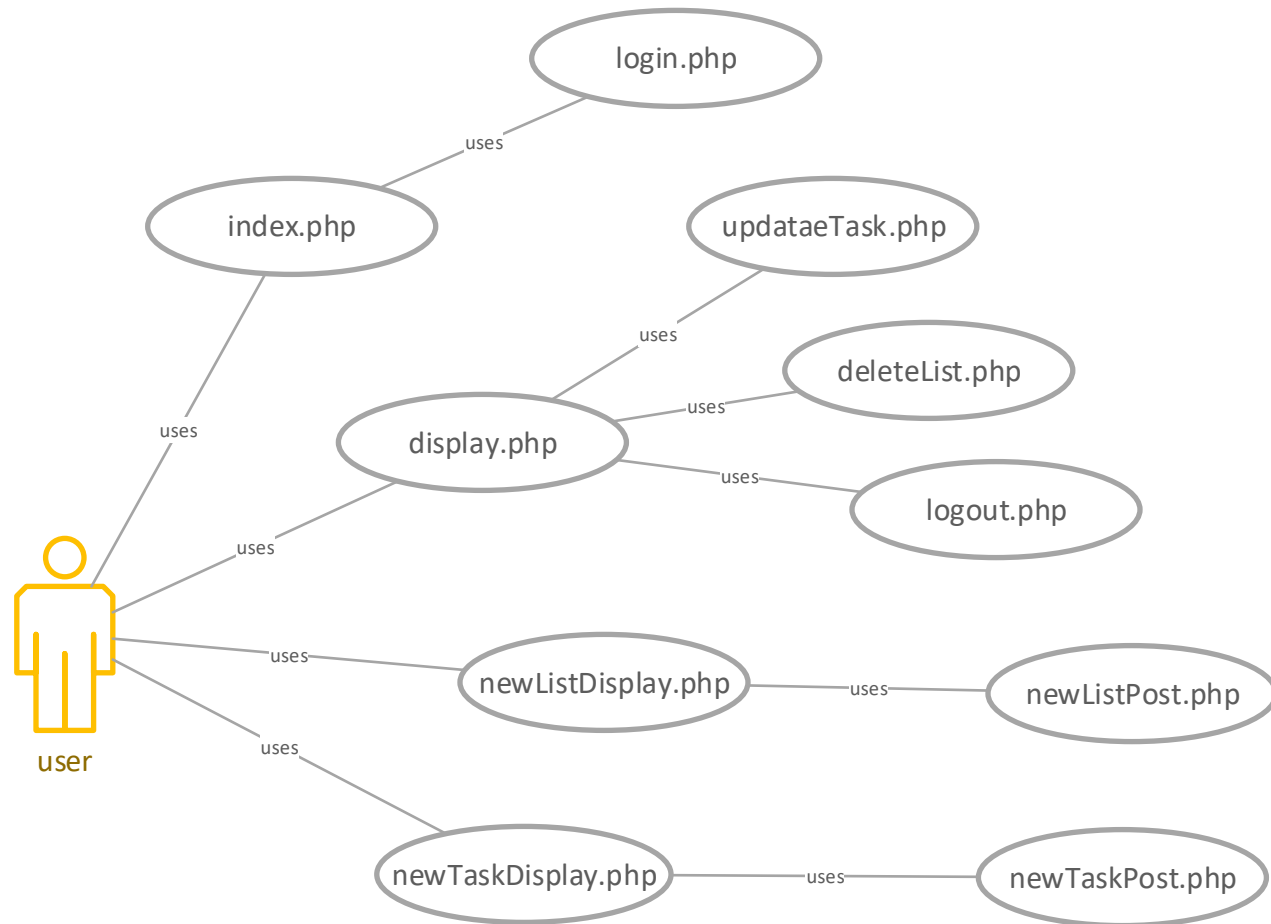 login.php
uses
index.php
updataeTask.php
uses
deleteList.php
uses
uses
display.php
uses
logout.php
uses
uses
newListDisplay.php
uses
newListPost.php
uses
user
newTaskDisplay.php
uses
newTaskPost.php